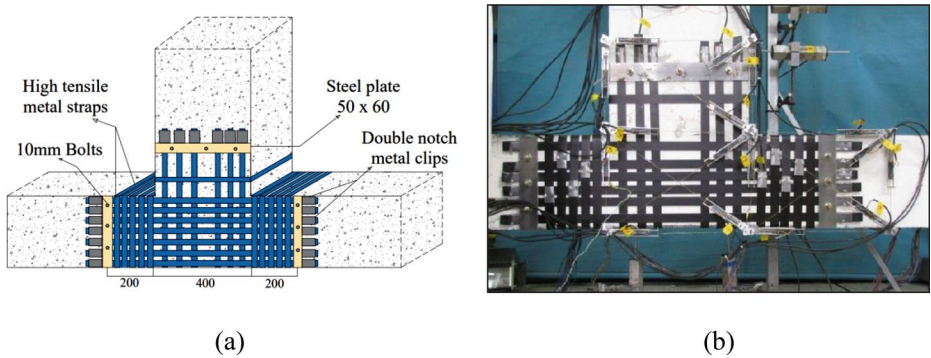 High tensile
metal straps
Steel plate
50 x 60
10mm Bolts
Double notch
metal clips
200
400
200
(a)
(b)